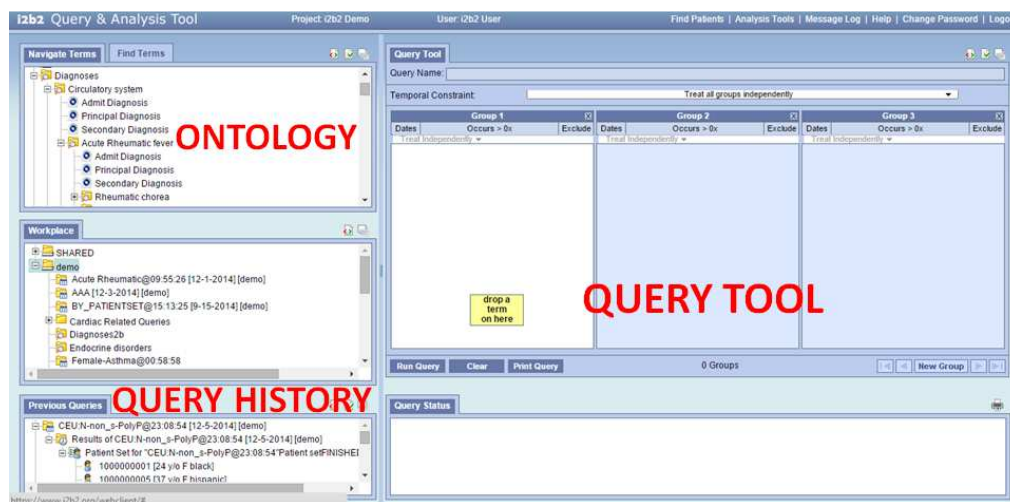 i2b2 Query & Analysis Tool Project: i2b2 Demo User: i2b2 User Find Patients | Analysis Tools | Message Log | Help | Change Password | Logo
Navigate Terms Find Terms
Diagnoses
Circulatory system
Admit Diagnosis
Principal Diagnosis
Secondary Diagnosis
Acute Rheumatic fever
Admit Diagnosis
Principal Diagnosis
Secondary Diagnosis
Rheumatic chorea
ONTOLOGY
Workplace
SHARED
demo
Acute Rheumatic@09:55:26 [12-1-2014] [demo]
AAA [12-3-2014] [demo]
BY_PATIENTSET@15:13:25 [9-15-2014] [demo]
Cardiac Related Queries
Diagnoses2b
Endocrine disorders
Female-Asthma@00:58:58
Previous Queries
QUERY HISTORY
CEU:N-non_s-PolyP@23:08:54 [12-5-2014] [demo]
Results of CEU:N-non_s-PolyP@23:08:54 [12-5-2014] [demo]
Patient Set for "CEU:N-non_s-PolyP@23:08:54"Patient setFINISHED
1000000001 [24 y/o F black]
1000000005 [37 y/o F hispanic]
https://www.i2b2.org/webclient/#
Query Tool
Query Name:
Temporal Constraint: Treat all groups independently
Group 1 Group 2 Group 3
Dates Occurs > 0x Exclude Dates Occurs > 0x Exclude Dates Occurs > 0x Exclude
Treat Independently Treat Independently Treat Independently
drop a
term
on here
QUERY TOOL
Run Query Clear Print Query 0 Groups New Group
Query Status